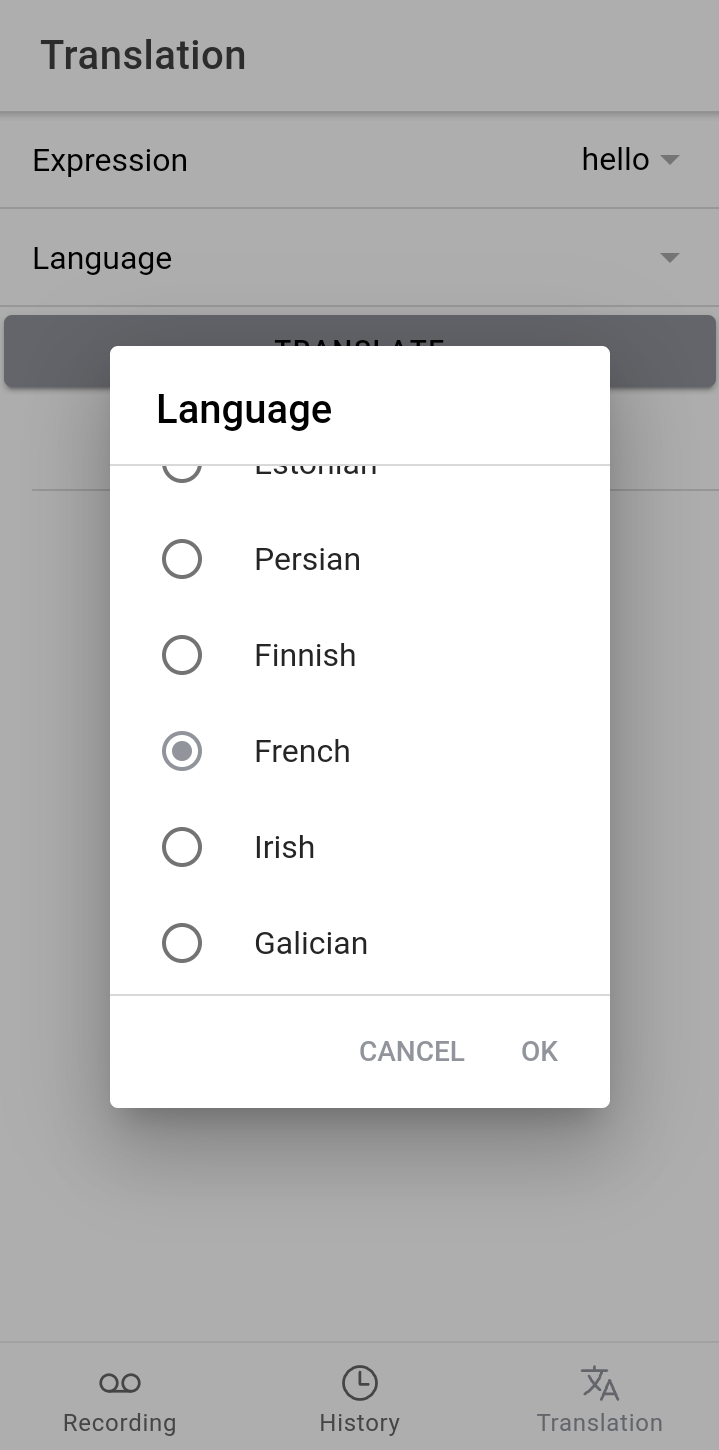 Translation
Expression
hello
Language
TRANSLATE
Language
Estonian
Persian
Finnish
French
Irish
Galician
CANCEL OK
Recording History Translation